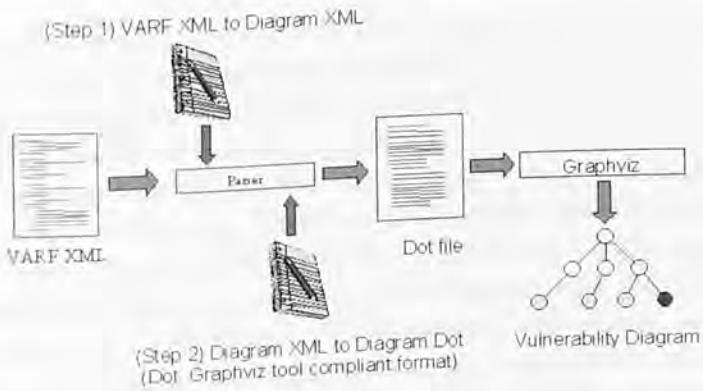 (Step 1) VARF XML to Diagram XML
Parser
Graphviz
VARF XML
Dot file
Vulnerability Diagram
(Step 2) Diagram XML to Diagram Dot
(Dot: Graphviz tool compliant format)